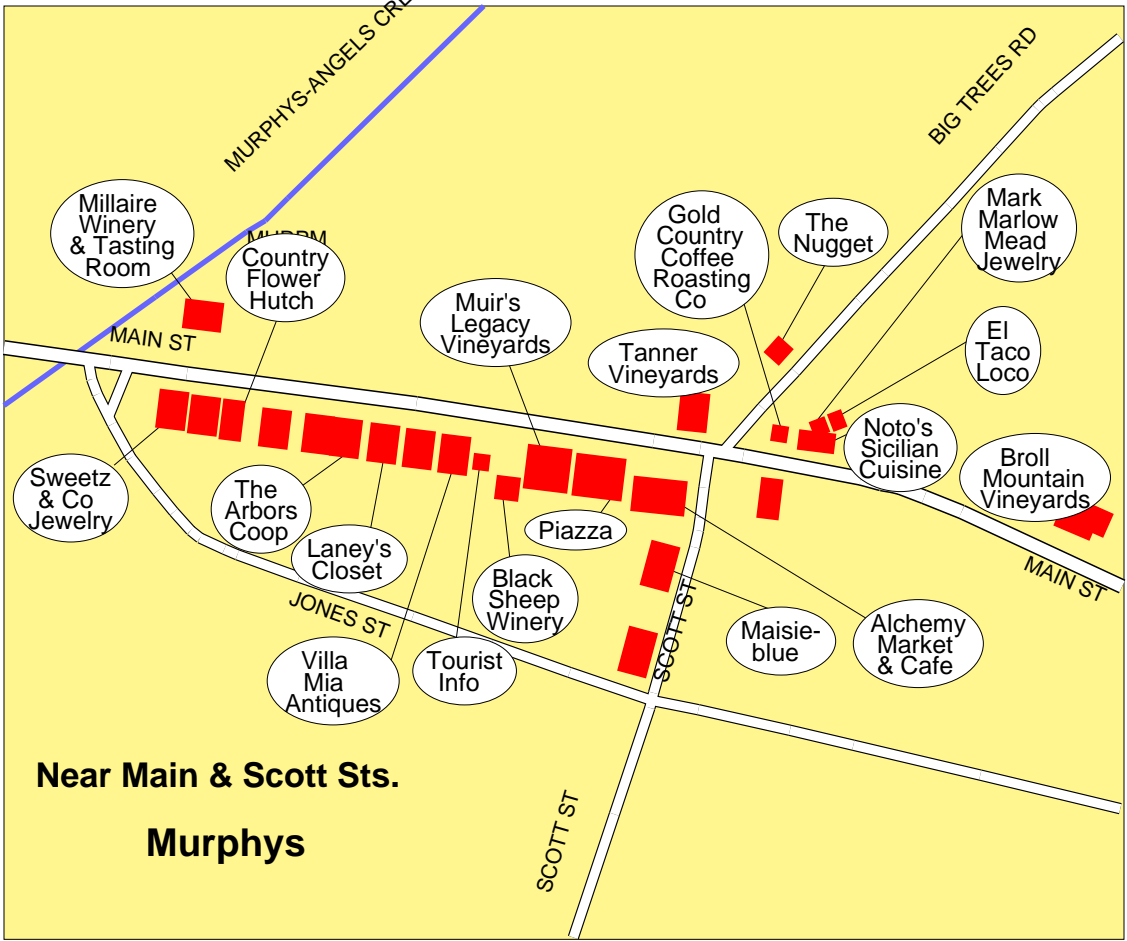 MURPHYS-ANGELS CRE
BIG TREES RD
Millaire
Winery
& Tasting
Room
Country
Flower
Hutch
MAIN ST
Muir's
Legacy
Vineyards
Gold
Country
Coffee
Roasting
Co
The
Nugget
Mark
Marlow
Mead
Jewelry
Tanner
Vineyards
El
Taco
Loco
Noto's
Sicilian
Cuisine
Broll
Mountain
Vineyards
Sweetz
& Co
Jewelry
The
Arbors
Coop
Laney's
Closet
Piazza
Black
Sheep
Winery
MAIN ST
JONES ST
SCOTT ST
Villa
Mia
Antiques
Tourist
Info
Maisie-
blue
Alchemy
Market
& Cafe
Near Main & Scott Sts.
Murphys
SCOTT ST